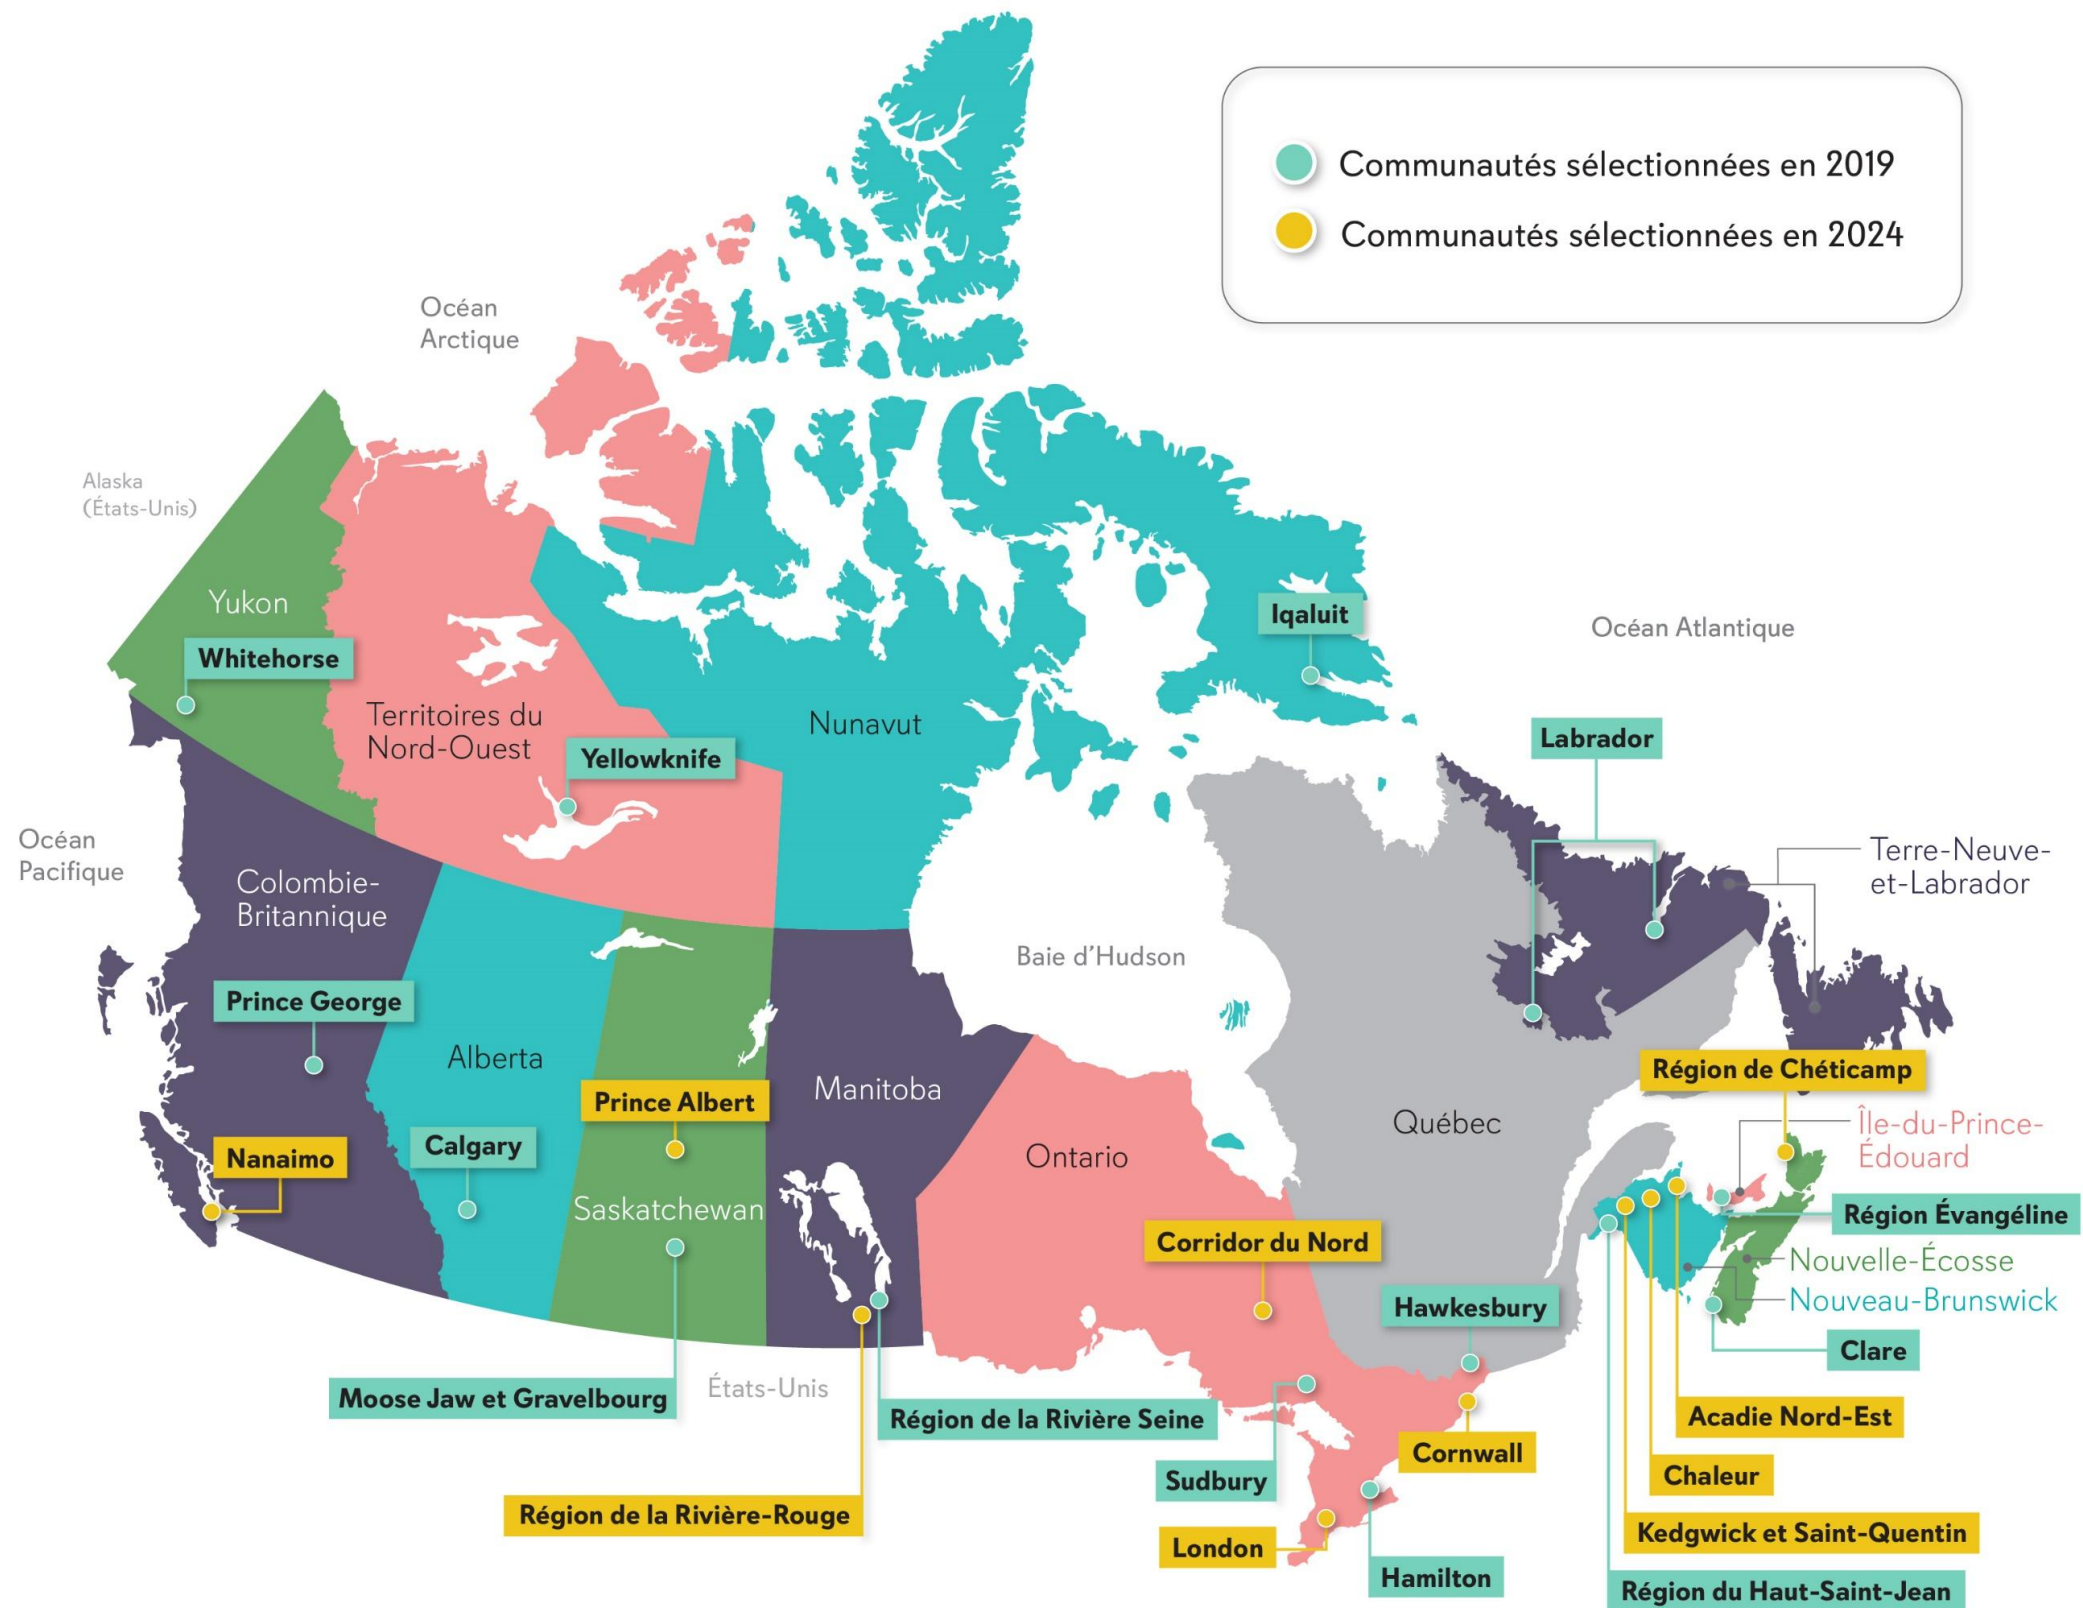 Communautés sélectionnées en 2019
Communautés sélectionnées en 2024
Océan
Arctique
Alaska
(États-Unis)
Yukon
Whitehorse
Iqaluit
Océan Atlantique
Territoires du
Nord-Ouest
Nunavut
Yellowknife
Labrador
Océan
Pacifique
Terre-Neuve-
et-Labrador
Colombie-
Britannique
Baie d'Hudson
Prince George
Alberta
Région de Chéticamp
Prince Albert
Manitoba
Québec
Île-du-Prince-
Édouard
Nanaimo
Calgary
Ontario
Saskatchewan
Région Évangéline
Corridor du Nord
Nouvelle-Écosse
Hawkesbury
Nouveau-Brunswick
Clare
Moose Jaw et Gravelbourg
États-Unis
Région de la Rivière Seine
Acadie Nord-Est
Cornwall
Sudbury
Chaleur
Région de la Rivière-Rouge
Kedgwick et Saint-Quentin
London
Hamilton
Région du Haut-Saint-Jean